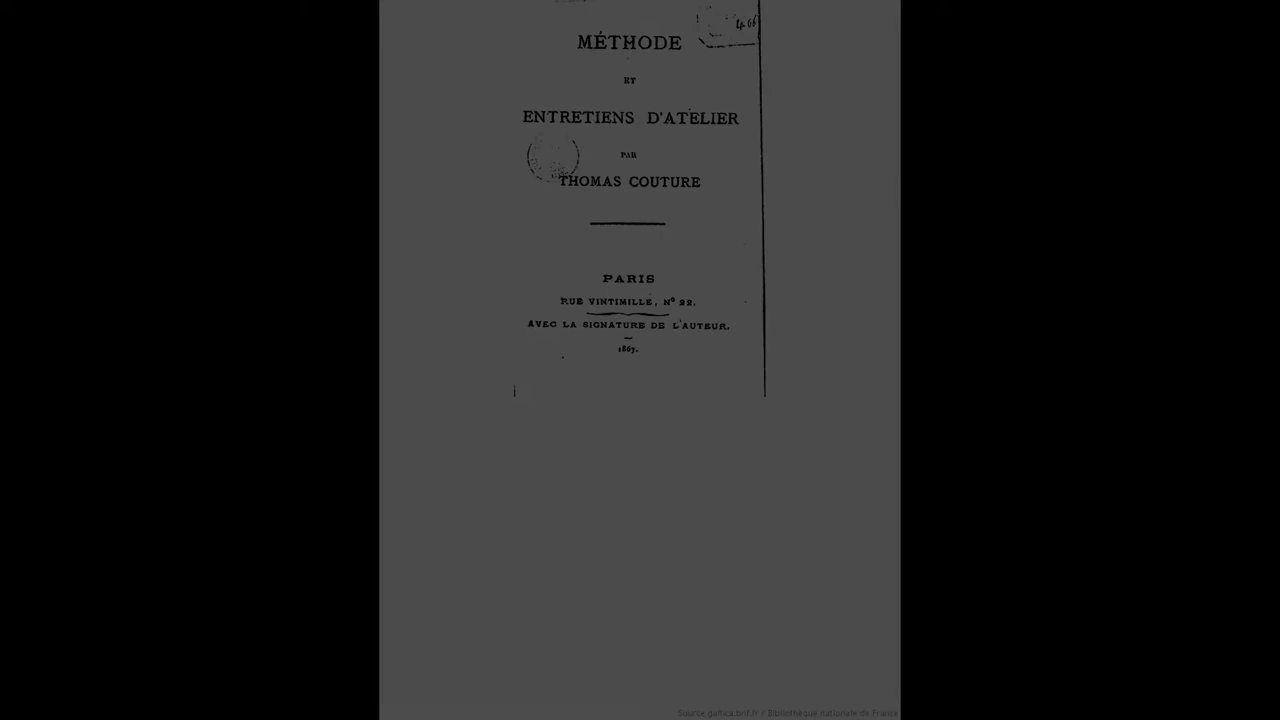 MÉTHODE
ET
ENTRETIENS D'ATELIER
PAR
THOMAS COUTURE
PARIS
RUE VINTIMILLE, Nº 22.
AVEC LA SIGNATURE DE L'AUTEUR.
1867.
Source gallica.bnf.fr / Bibliothèque nationale de France